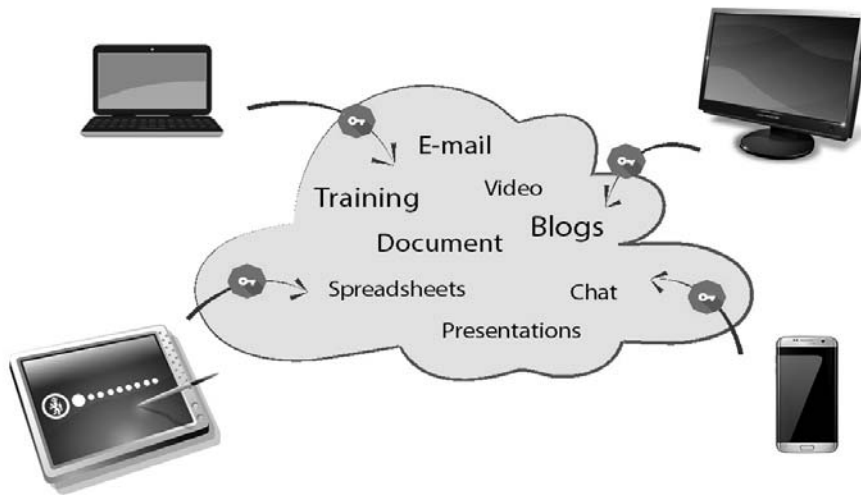 E-mail
Training
Video
Blogs
Document
Spreadsheets
Chat
Presentations